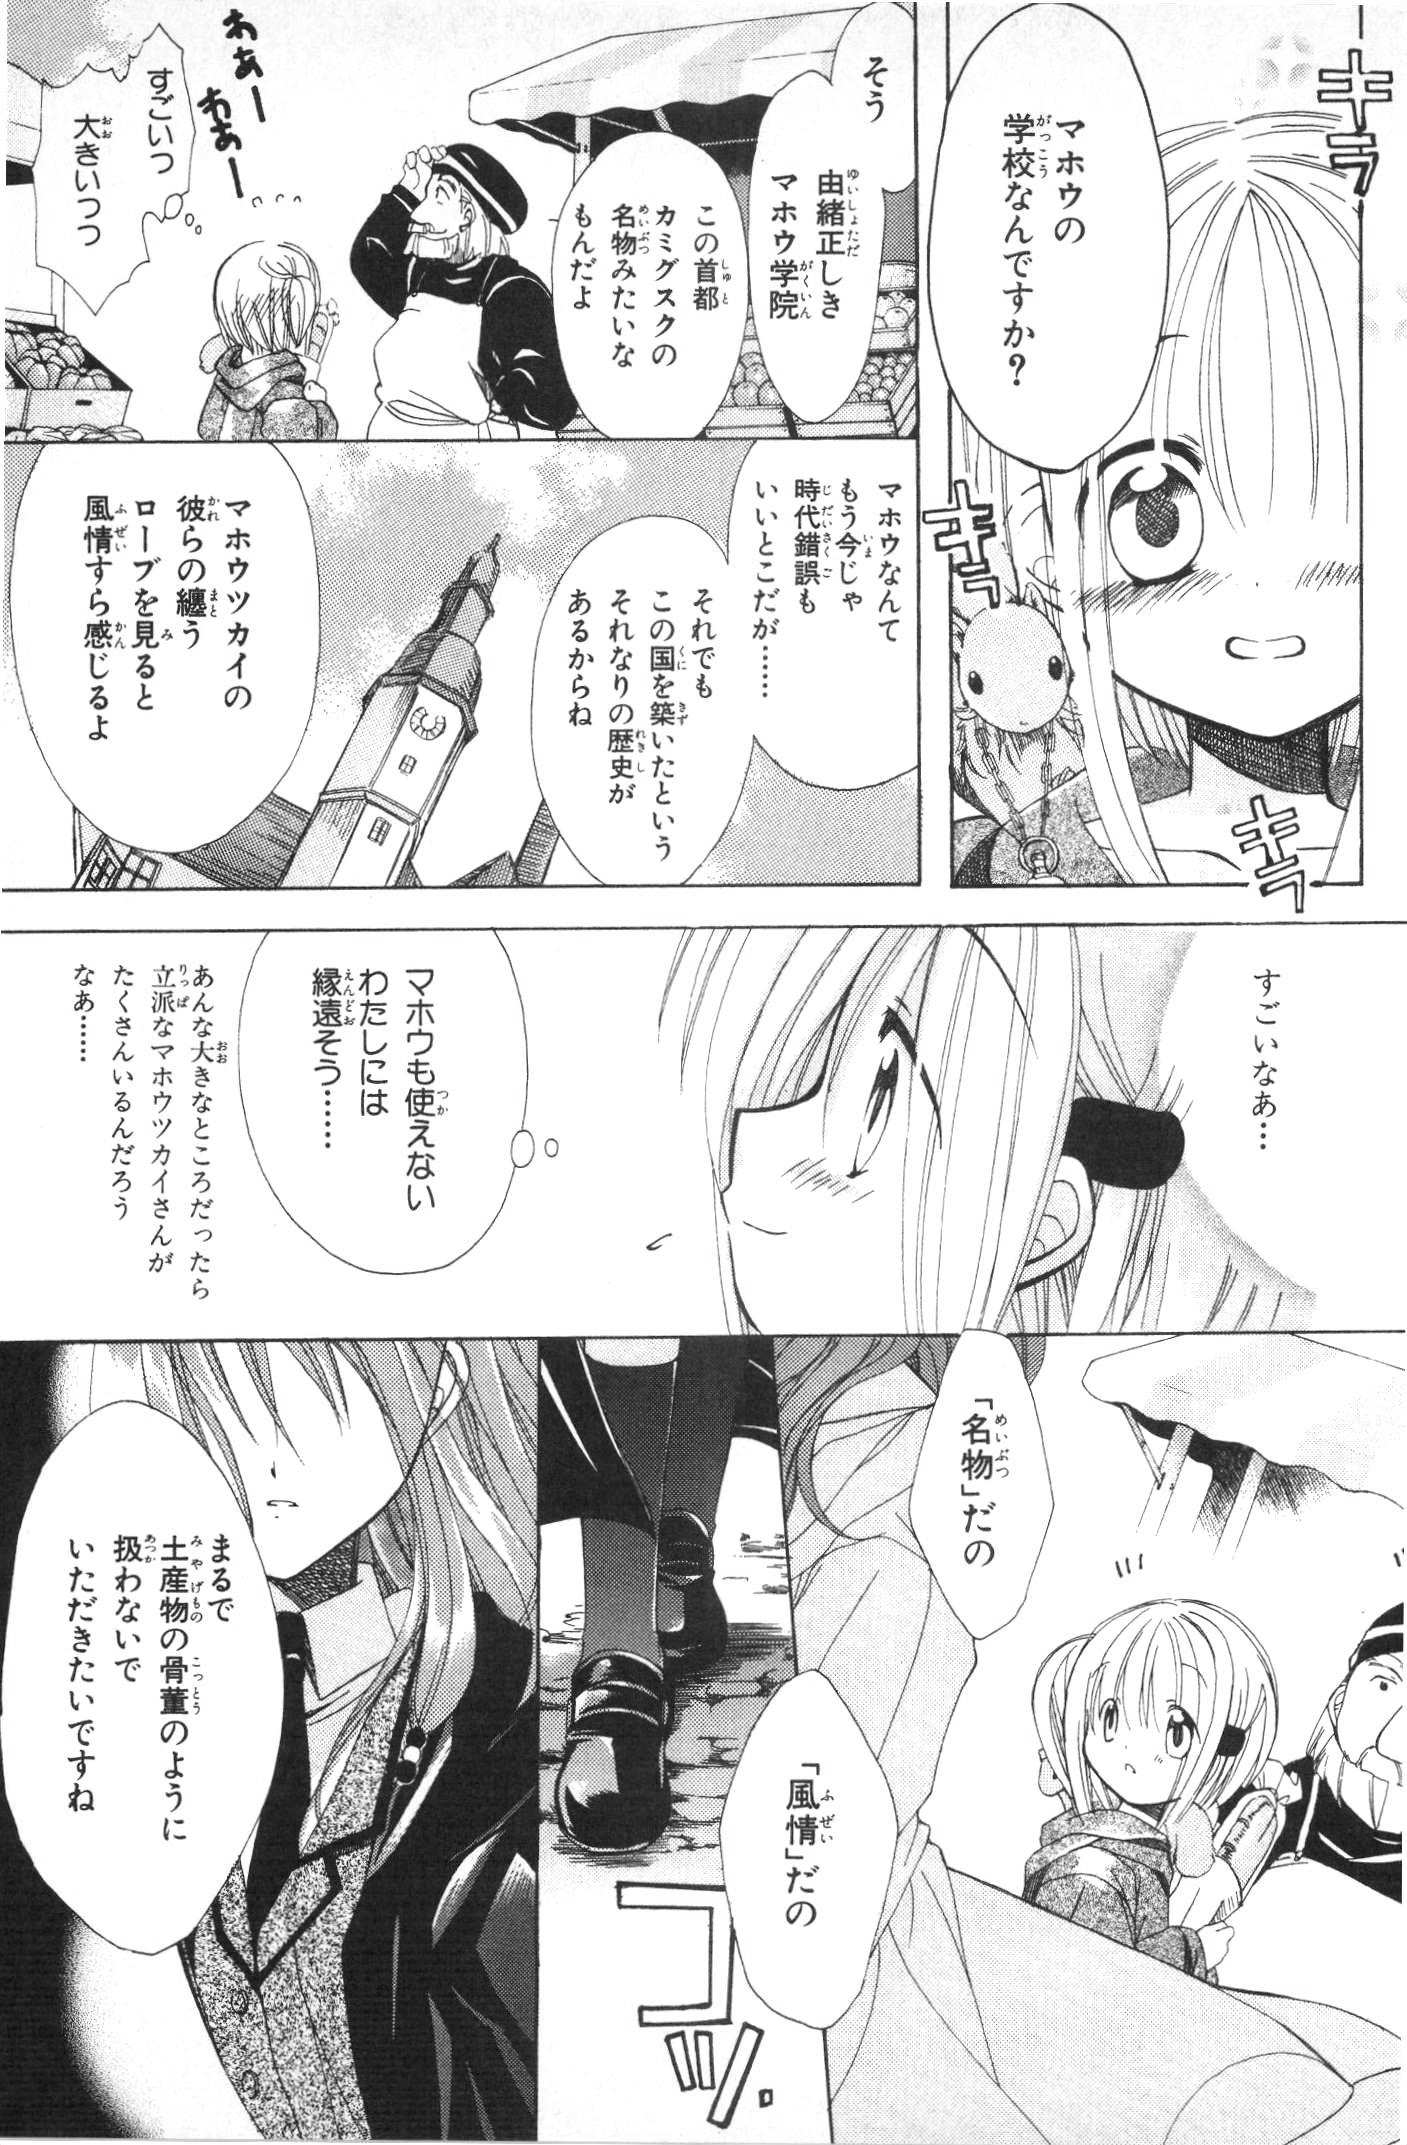 キラ
マホウの
学校なんですか?
キラ
キラ
そう
由緒正しき
マホウ学院
この首都
カミグスクの
名物みたいな
もんだよ
わぁー
わぁー
すごいっ
大きいっっ
マホウなんて
もう今じゃ
時代錯誤も
いいとこだが……
それでも
この国を築いたという
それなりの歴史が
あるからね
マホウツカイの
彼らの纏う
ローブを見ると
風情すら感じるよ
すごいなぁ…
マホウも使えない
わたしには
縁遠そう……
あんな大きなところだったら
立派なマホウツカイさんが
たくさんいるんだろう
なぁ……
「名物」だの
「風情」だの
コツ.
まるで
土産物の骨董のように
扱わないで
いただきたいですね